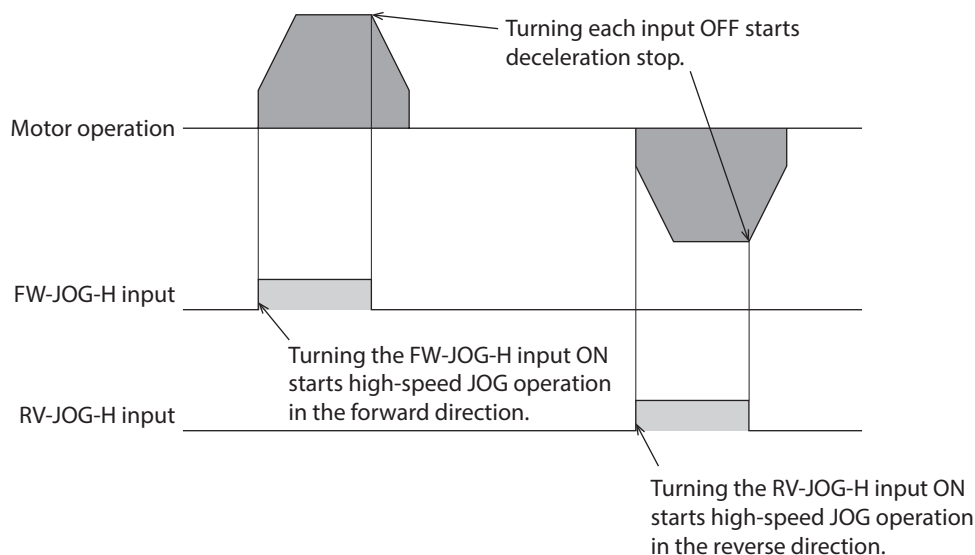 Turning each input OFF starts
deceleration stop.
Motor operation
FW-JOG-H input
Turning the FW-JOG-H input ON
starts high-speed JOG operation
in the forward direction.
RV-JOG-H input
Turning the RV-JOG-H input ON
starts high-speed JOG operation
in the reverse direction.